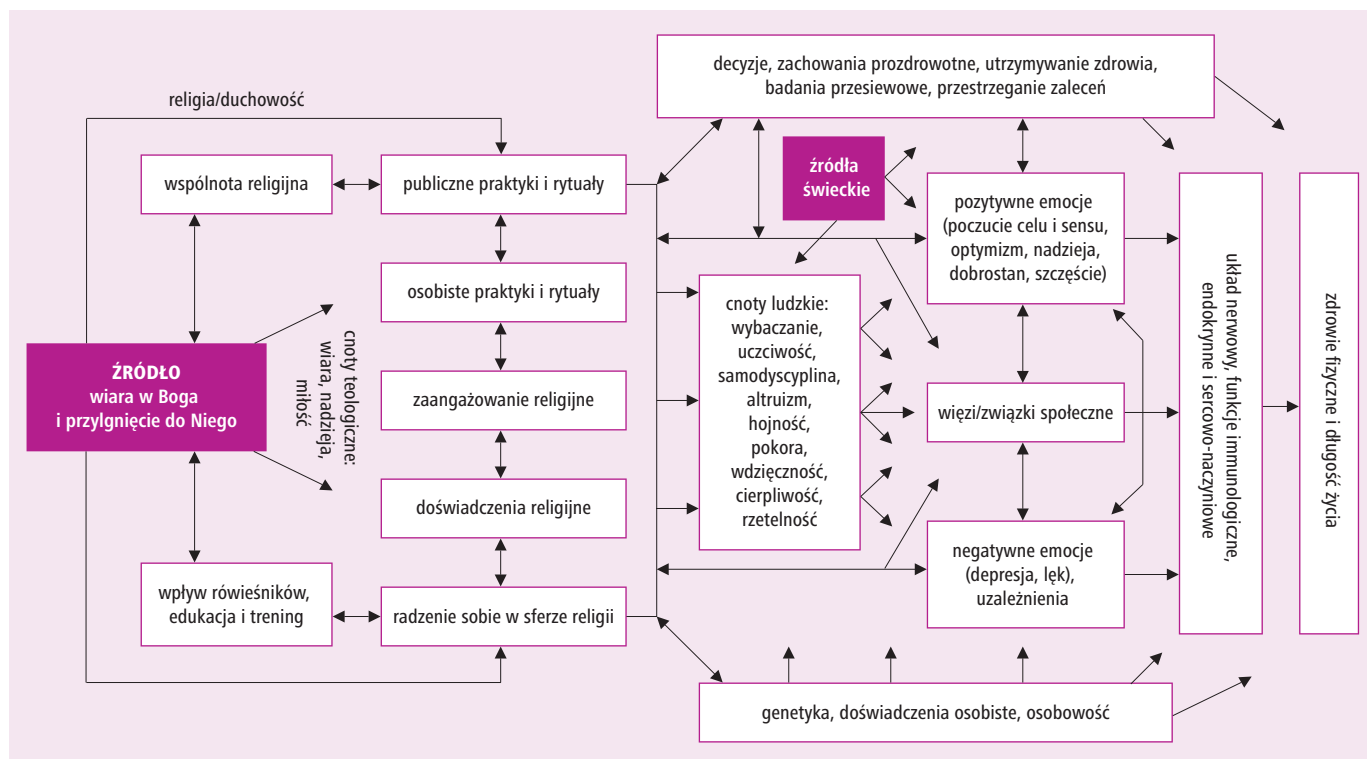 decyzje, zachowania prozdrowotne, utrzymywanie zdrowia,
badania przesiewowe, przestrzeganie zaleceń
religia/duchowość
źródła
świeckie
wspólnota religijna
publiczne praktyki i rytuały
pozytywne emocje
(poczucie celu i sensu,
optymizm, nadzieja,
dobrostan, szczęście)
osobiste praktyki i rytuały
cnoty ludzkie:
wybaczanie,
uczciwość,
samodyscyplina,
altruizm,
hojność,
pokora,
wdzięczność,
cierpliwość,
rzetelność
ŹRÓDŁO
wiara w Boga
i przylgnięcie do Niego
cnoty teologiczne:
wiara, nadzieja,
miłość
zaangażowanie religijne
więzi/związki społeczne
układ nerwowy, funkcje immunologiczne,
endokrynne i sercowo-naczyniowe
zdrowie fizyczne i długość życia
doświadczenia religijne
negatywne emocje
(depresja, lęk),
uzależnienia
wpływ rówieśników,
edukacja i trening
radzenie sobie w sferze religii
genetyka, doświadczenia osobiste, osobowość